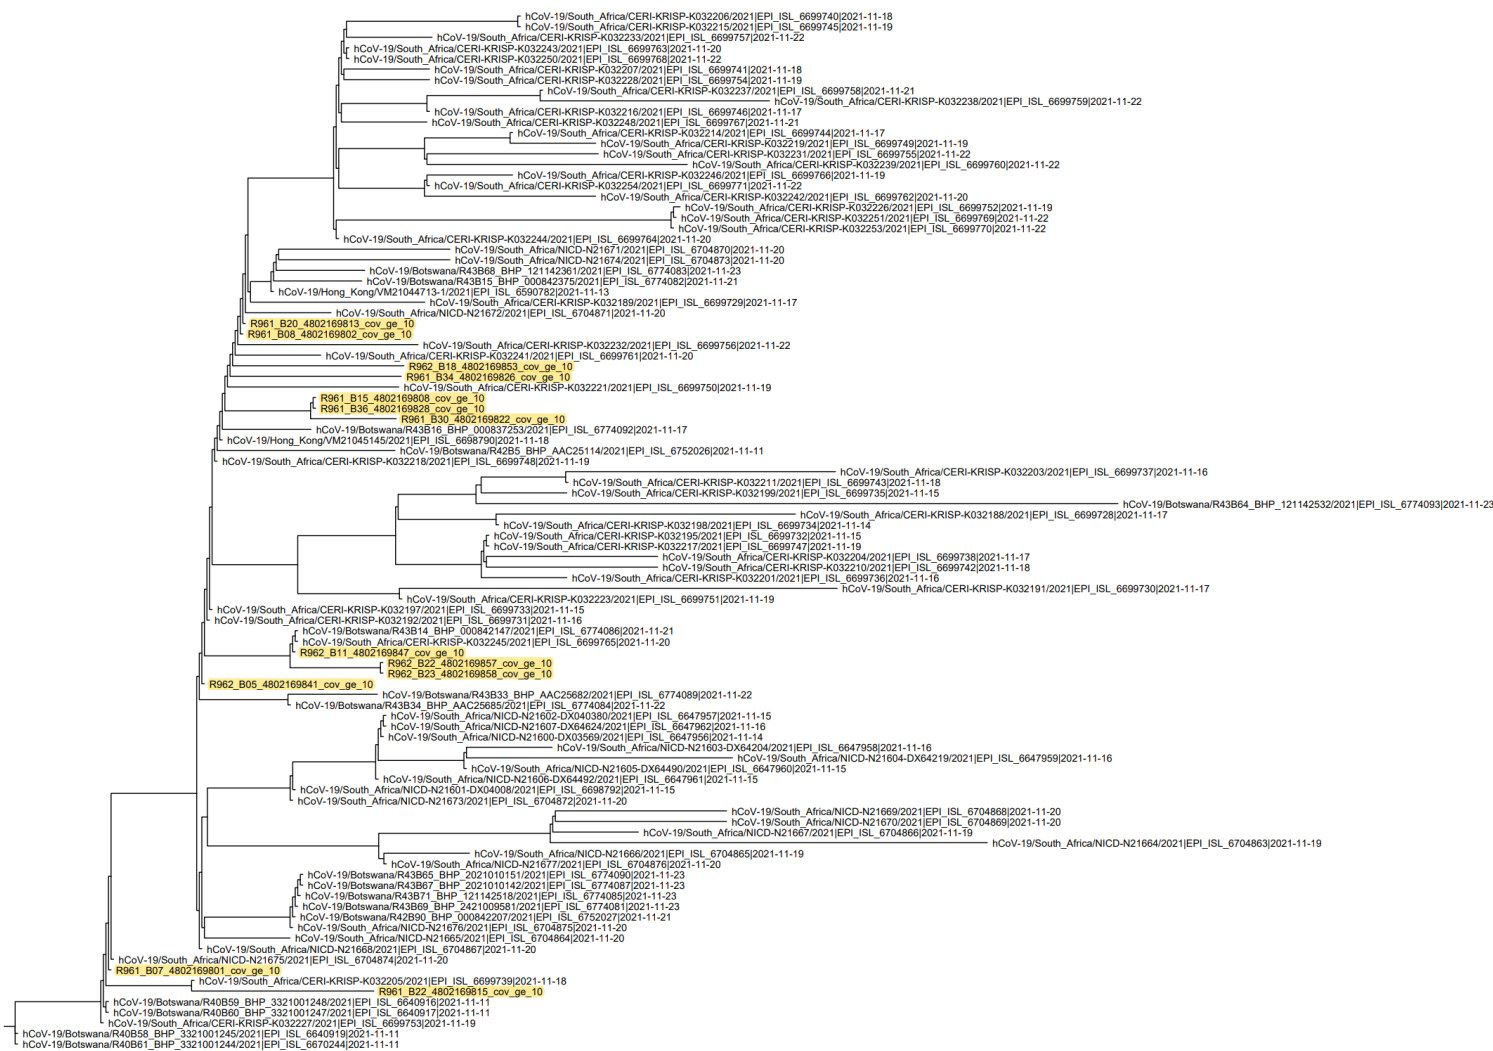 hCoV-19/South_Africa/CERI-KRISP-K032206/2021|EPI_ISL_6699740|2021-11-18
hCoV-19/South_Africa/CERI-KRISP-K032215/2021|EPI_ISL_6699745|2021-11-19
hCoV-19/South_Africa/CERI-KRISP-K032233/2021|EPI_ISL_6699757|2021-11-22
hCoV-19/South_Africa/CERI-KRISP-K032243/2021|EPI_ISL_6699763|2021-11-20
hCoV-19/South_Africa/CERI-KRISP-K032250/2021|EPI_ISL_6699768|2021-11-22
hCoV-19/South_Africa/CERI-KRISP-K032207/2021|EPI_ISL_6699741|2021-11-18
hCoV-19/South_Africa/CERI-KRISP-K032228/2021|EPI_ISL_6699754|2021-11-19
hCoV-19/South_Africa/CERI-KRISP-K032237/2021|EPI_ISL_6699758|2021-11-21
hCoV-19/South_Africa/CERI-KRISP-K032238/2021|EPI_ISL_6699759|2021-11-22
hCoV-19/South_Africa/CERI-KRISP-K032216/2021|EPI_ISL_6699746|2021-11-17
hCoV-19/South_Africa/CERI-KRISP-K032248/2021|EPI_ISL_6699767|2021-11-21
hCoV-19/South_Africa/CERI-KRISP-K032214/2021|EPI_ISL_6699744|2021-11-17
hCoV-19/South_Africa/CERI-KRISP-K032219/2021|EPI_ISL_6699749|2021-11-19
hCoV-19/South_Africa/CERI-KRISP-K032231/2021|EPI_ISL_6699755|2021-11-22
hCoV-19/South_Africa/CERI-KRISP-K032239/2021|EPI_ISL_6699760|2021-11-22
hCoV-19/South_Africa/CERI-KRISP-K032246/2021|EPI_ISL_6699766|2021-11-19
hCoV-19/South_Africa/CERI-KRISP-K032254/2021|EPI_ISL_6699771|2021-11-22
hCoV-19/South_Africa/CERI-KRISP-K032242/2021|EPI_ISL_6699762|2021-11-20
hCoV-19/South_Africa/CERI-KRISP-K032226/2021|EPI_ISL_6699752|2021-11-19
hCoV-19/South_Africa/CERI-KRISP-K032251/2021|EPI_ISL_6699769|2021-11-22
hCoV-19/South_Africa/CERI-KRISP-K032253/2021|EPI_ISL_6699770|2021-11-22
hCoV-19/South_Africa/CERI-KRISP-K032244/2021|EPI_ISL_6699764|2021-11-20
hCoV-19/South_Africa/NICD-N21671/2021|EPI_ISL_6704870|2021-11-20
hCoV-19/South_Africa/NICD-N21674/2021|EPI_ISL_6704873|2021-11-20
hCoV-19/Botswana/R43B68_BHP_121142361/2021|EPI_ISL_6774083|2021-11-23
hCoV-19/Botswana/R43B15_BHP_000842375/2021|EPI_ISL_6774082|2021-11-21
hCoV-19/Hong_Kong/VM21044713-1/2021|EPI_ISL_6590782|2021-11-13
hCoV-19/South_Africa/CERI-KRISP-K032189/2021|EPI_ISL_6699729|2021-11-17
hCoV-19/South_Africa/NICD-N21672/2021|EPI_ISL_6704871|2021-11-20
R961_B20_4802169813_cov_ge_10
R961_B08_4802169802_cov_ge_10
hCoV-19/South_Africa/CERI-KRISP-K032232/2021|EPI_ISL_6699756|2021-11-22
hCoV-19/South_Africa/CERI-KRISP-K032241/2021|EPI_ISL_6699761|2021-11-20
R962_B18_4802169853_cov_ge_10
R961_B34_4802169826_cov_ge_10
hCoV-19/South_Africa/CERI-KRISP-K032221/2021|EPI_ISL_6699750|2021-11-19
R961_B15_4802169808_cov_ge_10
R961_B36_4802169828_cov_ge_10
R961_B30_4802169822_cov_ge_10
hCoV-19/Botswana/R43B16_BHP_000837253/2021|EPI_ISL_6774092|2021-11-17
hCoV-19/Hong_Kong/VM21045145/2021|EPI_ISL_6698790|2021-11-18
hCoV-19/Botswana/R42B5_BHP_AAC25114/2021|EPI_ISL_6752026|2021-11-11
hCoV-19/South_Africa/CERI-KRISP-K032218/2021|EPI_ISL_6699748|2021-11-19
hCoV-19/South_Africa/CERI-KRISP-K032203/2021|EPI_ISL_6699737|2021-11-16
hCoV-19/South_Africa/CERI-KRISP-K032211/2021|EPI_ISL_6699743|2021-11-18
hCoV-19/South_Africa/CERI-KRISP-K032199/2021|EPI_ISL_6699735|2021-11-15
hCoV-19/Botswana/R43B64_BHP_121142532/2021|EPI_ISL_6774093|2021-11-23
hCoV-19/South_Africa/CERI-KRISP-K032188/2021|EPI_ISL_6699728|2021-11-17
hCoV-19/South_Africa/CERI-KRISP-K032198/2021|EPI_ISL_6699734|2021-11-14
hCoV-19/South_Africa/CERI-KRISP-K032195/2021|EPI_ISL_6699732|2021-11-15
hCoV-19/South_Africa/CERI-KRISP-K032217/2021|EPI_ISL_6699747|2021-11-19
hCoV-19/South_Africa/CERI-KRISP-K032204/2021|EPI_ISL_6699738|2021-11-17
hCoV-19/South_Africa/CERI-KRISP-K032210/2021|EPI_ISL_6699742|2021-11-18
hCoV-19/South_Africa/CERI-KRISP-K032201/2021|EPI_ISL_6699736|2021-11-16
hCoV-19/South_Africa/CERI-KRISP-K032191/2021|EPI_ISL_6699730|2021-11-17
hCoV-19/South_Africa/CERI-KRISP-K032223/2021|EPI_ISL_6699751|2021-11-19
hCoV-19/South_Africa/CERI-KRISP-K032197/2021|EPI_ISL_6699733|2021-11-15
hCoV-19/South_Africa/CERI-KRISP-K032192/2021|EPI_ISL_6699731|2021-11-16
hCoV-19/Botswana/R43B14_BHP_000842147/2021|EPI_ISL_6774086|2021-11-21
hCoV-19/South_Africa/CERI-KRISP-K032245/2021|EPI_ISL_6699765|2021-11-20
R962_B11_4802169847_cov_ge_10
R962_B22_4802169857_cov_ge_10
R962_B23_4802169858_cov_ge_10
R962_B05_4802169841_cov_ge_10
hCoV-19/Botswana/R43B33_BHP_AAC25682/2021|EPI_ISL_6774089|2021-11-22
hCoV-19/Botswana/R43B34_BHP_AAC25685/2021|EPI_ISL_6774084|2021-11-22
hCoV-19/South_Africa/NICD-N21602-DX040380/2021|EPI_ISL_6647957|2021-11-15
hCoV-19/South_Africa/NICD-N21607-DX64624/2021|EPI_ISL_6647962|2021-11-16
hCoV-19/South_Africa/NICD-N21600-DX03569/2021|EPI_ISL_6647956|2021-11-14
hCoV-19/South_Africa/NICD-N21603-DX64204/2021|EPI_ISL_6647958|2021-11-16
hCoV-19/South_Africa/NICD-N21604-DX64219/2021|EPI_ISL_6647959|2021-11-16
hCoV-19/South_Africa/NICD-N21605-DX64490/2021|EPI_ISL_6647960|2021-11-15
hCoV-19/South_Africa/NICD-N21606-DX64492/2021|EPI_ISL_6647961|2021-11-15
hCoV-19/South_Africa/NICD-N21601-DX04008/2021|EPI_ISL_6698792|2021-11-15
hCoV-19/South_Africa/NICD-N21673/2021|EPI_ISL_6704872|2021-11-20
hCoV-19/South_Africa/NICD-N21669/2021|EPI_ISL_6704868|2021-11-20
hCoV-19/South_Africa/NICD-N21670/2021|EPI_ISL_6704869|2021-11-20
hCoV-19/South_Africa/NICD-N21667/2021|EPI_ISL_6704866|2021-11-19
hCoV-19/South_Africa/NICD-N21664/2021|EPI_ISL_6704863|2021-11-19
hCoV-19/South_Africa/NICD-N21666/2021|EPI_ISL_6704865|2021-11-19
hCoV-19/South_Africa/NICD-N21677/2021|EPI_ISL_6704876|2021-11-20
hCoV-19/Botswana/R43B65_BHP_2021010151/2021|EPI_ISL_6774090|2021-11-23
hCoV-19/Botswana/R43B67_BHP_2021010142/2021|EPI_ISL_6774087|2021-11-23
hCoV-19/Botswana/R43B71_BHP_121142518/2021|EPI_ISL_6774085|2021-11-23
hCoV-19/Botswana/R43B69_BHP_2421009581/2021|EPI_ISL_6774081|2021-11-23
hCoV-19/Botswana/R42B90_BHP_000842207/2021|EPI_ISL_6752027|2021-11-21
hCoV-19/South_Africa/NICD-N21676/2021|EPI_ISL_6704875|2021-11-20
hCoV-19/South_Africa/NICD-N21665/2021|EPI_ISL_6704864|2021-11-20
hCoV-19/South_Africa/NICD-N21668/2021|EPI_ISL_6704867|2021-11-20
hCoV-19/South_Africa/NICD-N21675/2021|EPI_ISL_6704874|2021-11-20
R961_B07_4802169801_cov_ge_10
hCoV-19/South_Africa/CERI-KRISP-K032205/2021|EPI_ISL_6699739|2021-11-18
R961_B22_4802169815_cov_ge_10
hCoV-19/Botswana/R40B59_BHP_3321001248/2021|EPI_ISL_6640916|2021-11-11
hCoV-19/Botswana/R40B60_BHP_3321001247/2021|EPI_ISL_6640917|2021-11-11
hCoV-19/South_Africa/CERI-KRISP-K032227/2021|EPI_ISL_6699753|2021-11-19
hCoV-19/Botswana/R40B58_BHP_3321001245/2021|EPI_ISL_6640919|2021-11-11
hCoV-19/Botswana/R40B61_BHP_3321001244/2021|EPI_ISL_6670244|2021-11-11